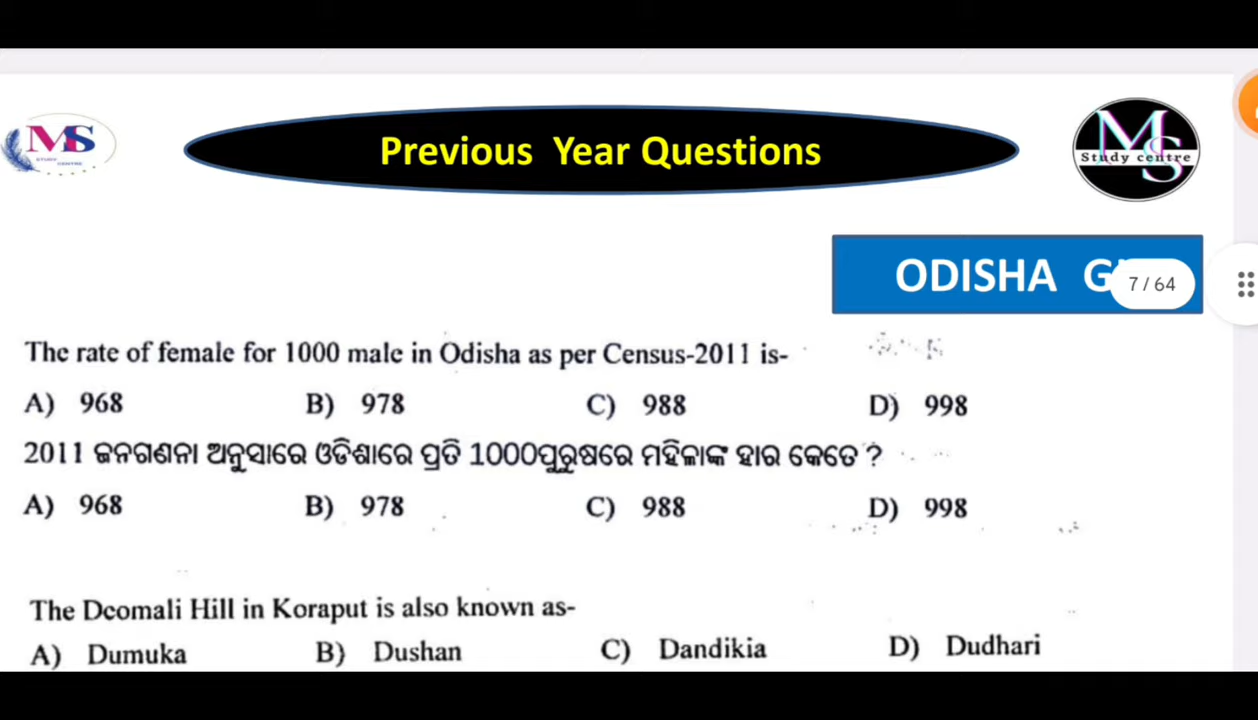 MS
STUDY
CENTRE
Previous Year Questions
MS
Study centre
ODISHA G
7 / 64
The rate of female for 1000 male in Odisha as per Census-2011 is-
A) 968 B) 978 C) 988 D) 998
2011 ଜନଗଣନା ଅନୁସାରେ ଓଡିଶାରେ ପ୍ରତି 1000ପୁରୁଷରେ ମହିଳାଙ୍କ ହାର କେତେ ?
A) 968 B) 978 C) 988 D) 998
The Deomali Hill in Koraput is also known as-
A) Dumuka B) Dushan C) Dandikia D) Dudhari